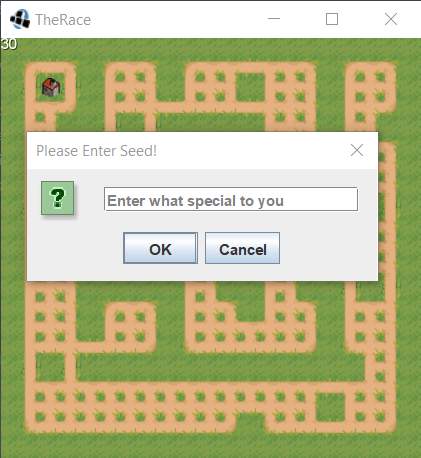 TheRace
30
Please Enter Seed!
?
Enter what special to you
OK
Cancel